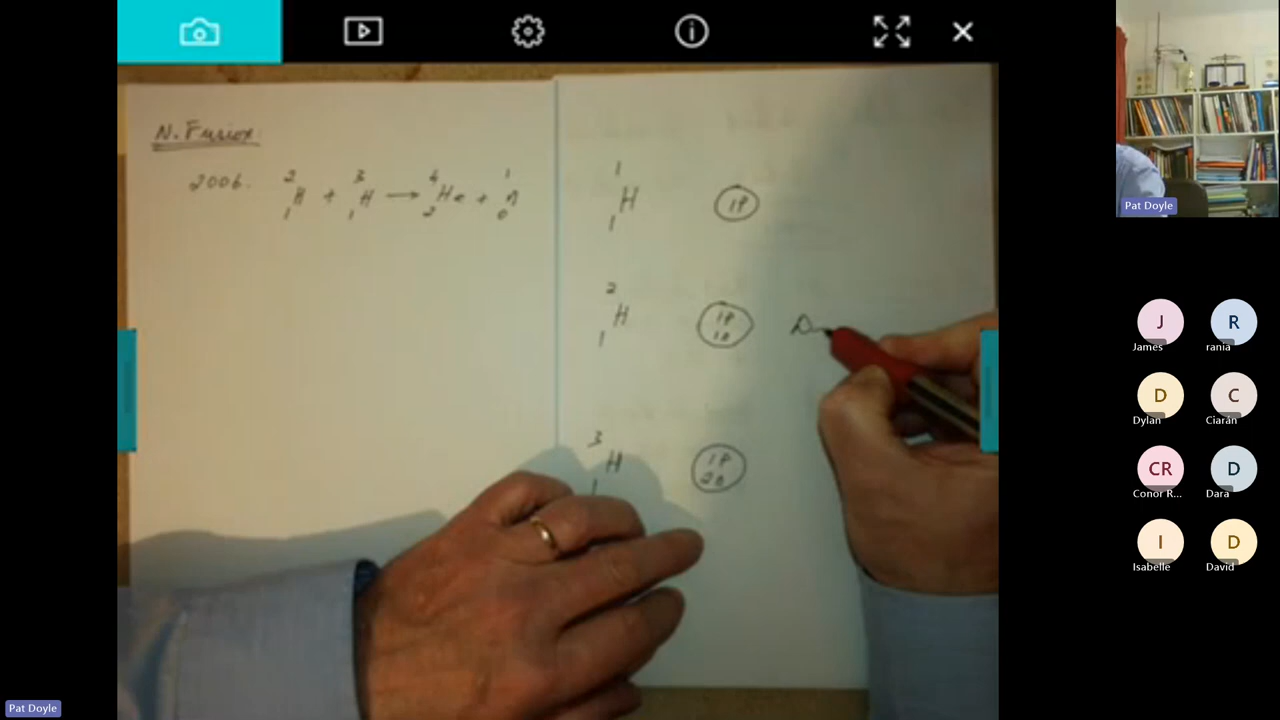 N. Fusion
2006. ²₁H + ³₁H → ⁴₂He + ¹₀n
¹₁H 1P
²₁H 1P 1n D
³₁H 1P 2n
Pat Doyle
J R
James rania
D C
Dylan Ciarán
CR D
Conor R... Dara
I D
Isabelle David
Pat Doyle